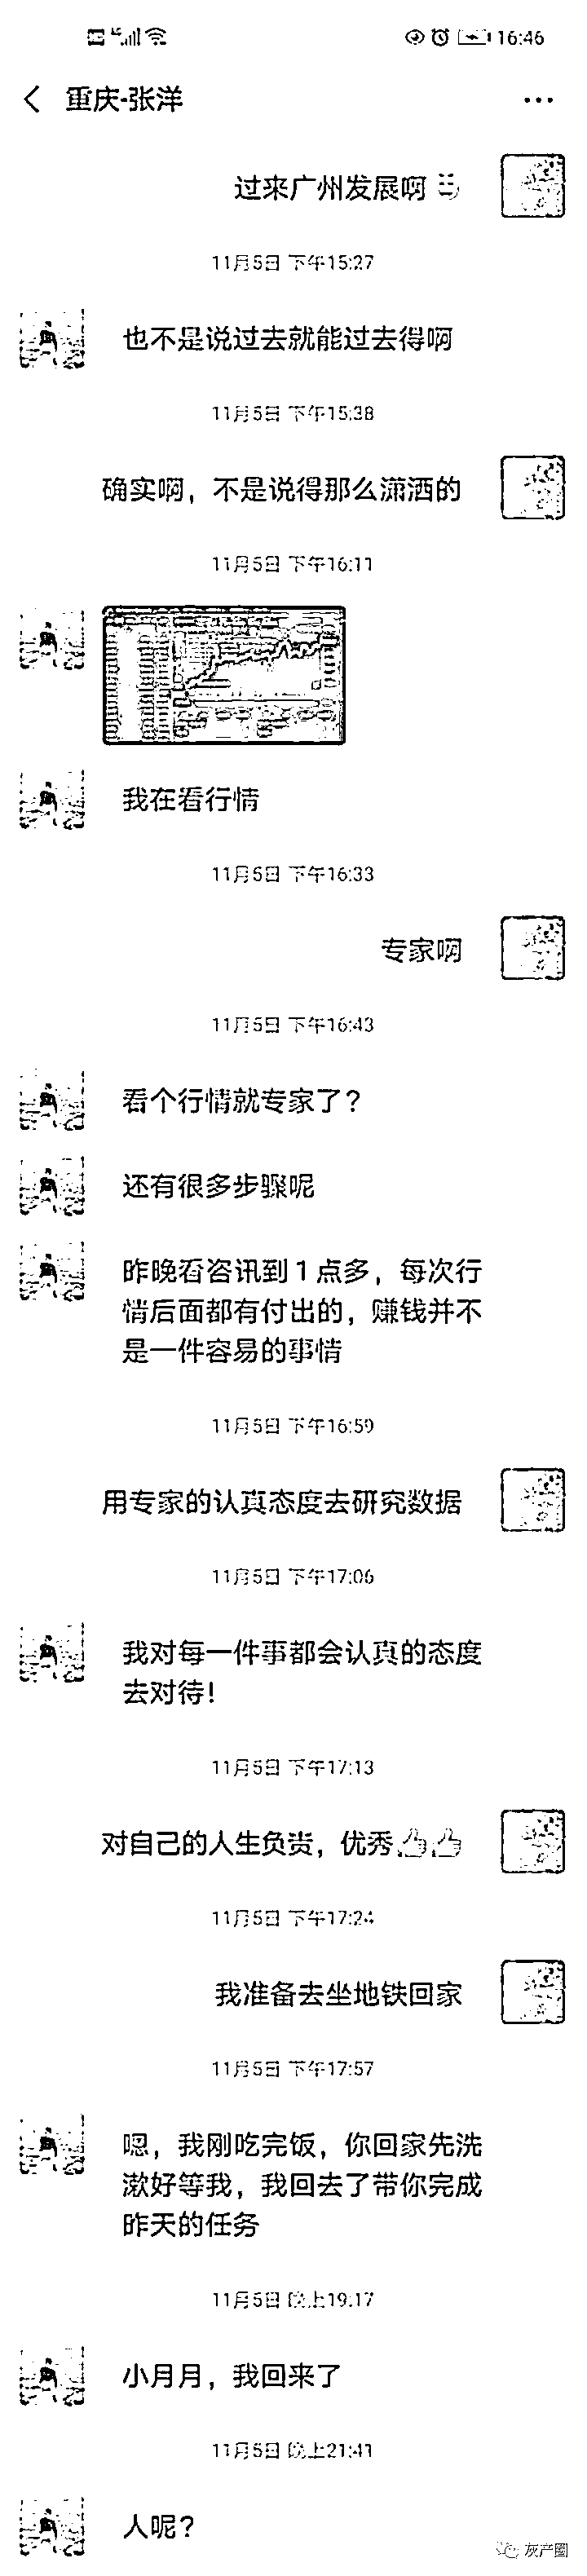 16:46
重庆-张洋
过来广州发展啊
11月5日 下午15:27
也不是说过去就能过去得啊
11月5日 下午15:38
确实啊，不是说得那么潇洒的
11月5日 下午16:11
我在看行情
11月5日 下午16:33
专家啊
11月5日 下午16:43
看个行情就专家了？
还有很多步骤呢
昨晚看咨讯到1点多，每次行
情后面都有付出的，赚钱并不
是一件容易的事情
11月5日 下午16:59
用专家的认真态度去研究数据
11月5日 下午17:06
我对每一件事都会认真的态度
去对待！
11月5日 下午17:13
对自己的人生负责，优秀
11月5日 下午17:24
我准备去坐地铁回家
11月5日 下午17:57
嗯，我刚吃完饭，你回家先洗
漱好等我，我回去了带你完成
昨天的任务
11月5日 晚上19:17
小月月，我回来了
11月5日 晚上21:41
人呢？
灰产圈